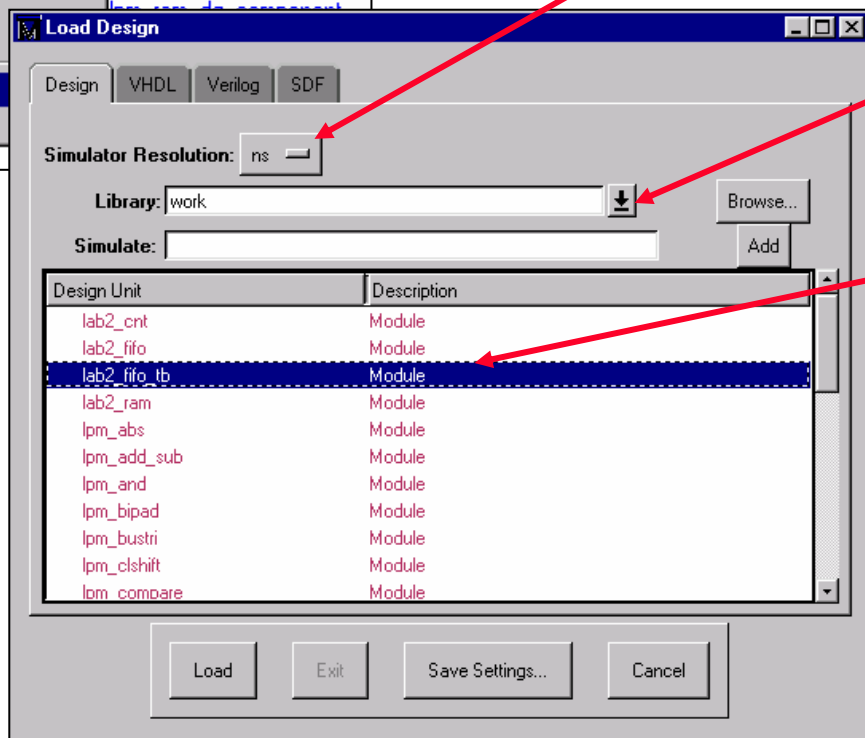 lpm_ram_dq_component
Load Design
Design VHDL Verilog SDF
Simulator Resolution: ns
Library: work Browse...
Simulate: Add
Design Unit Description
lab2_cnt Module
lab2_fifo Module
lab2_fifo_tb Module
lab2_ram Module
lpm_abs Module
lpm_add_sub Module
lpm_and Module
lpm_bipad Module
lpm_bustri Module
lpm_clshift Module
lpm_compare Module
Load Exit Save Settings... Cancel